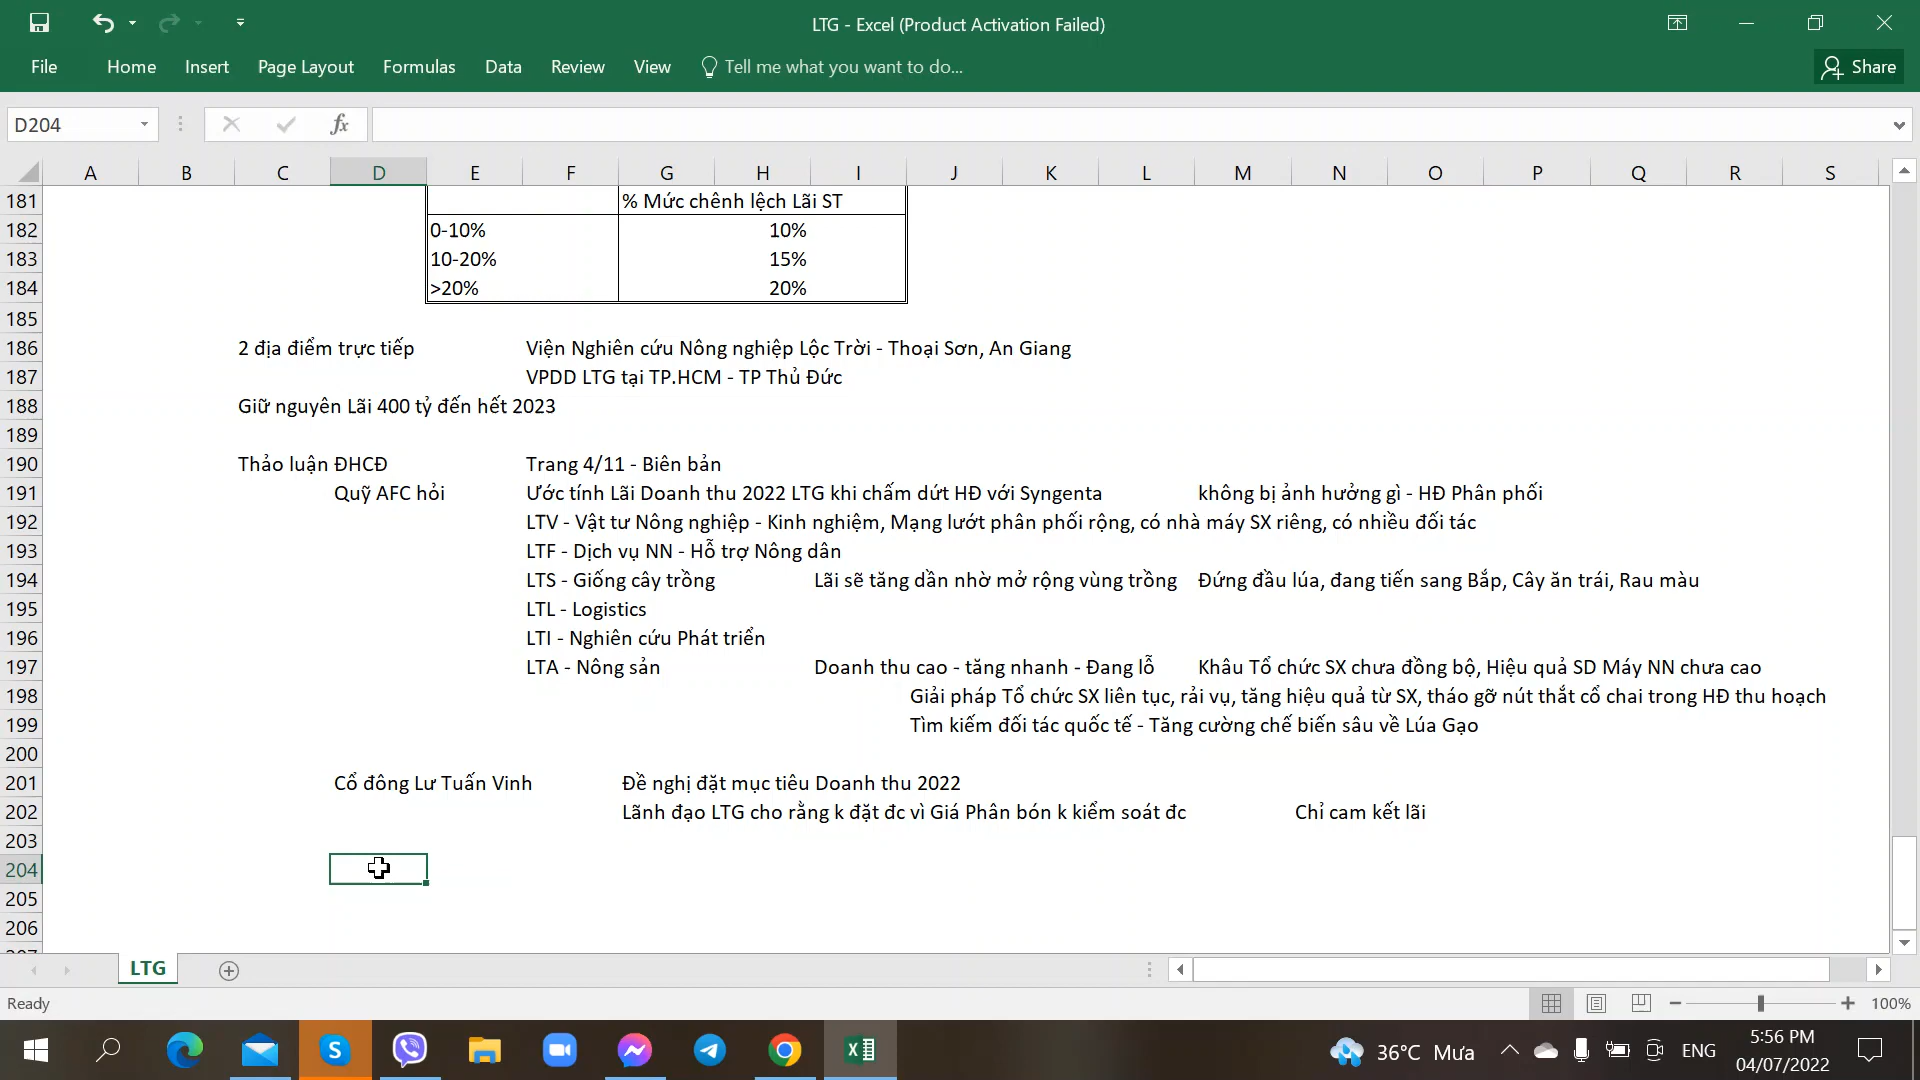 LTG - Excel (Product Activation Failed)
File Home Insert Page Layout Formulas Data Review View Tell me what you want to do... Share
D204 fx
A B C D E F G H I J K L M N O P Q R S
181 % Mức chênh lệch Lãi ST
182 0-10% 10%
183 10-20% 15%
184 >20% 20%
185
186 2 địa điểm trực tiếp Viện Nghiên cứu Nông nghiệp Lộc Trời - Thoại Sơn, An Giang
187 VPDD LTG tại TP.HCM - TP Thủ Đức
188 Giữ nguyên Lãi 400 tỷ đến hết 2023
189
190 Thảo luận ĐHCĐ Trang 4/11 - Biên bản
191 Quỹ AFC hỏi Ước tính Lãi Doanh thu 2022 LTG khi chấm dứt HĐ với Syngenta không bị ảnh hưởng gì - HĐ Phân phối
192 LTV - Vật tư Nông nghiệp - Kinh nghiệm, Mạng lướt phân phối rộng, có nhà máy SX riêng, có nhiều đối tác
193 LTF - Dịch vụ NN - Hỗ trợ Nông dân
194 LTS - Giống cây trồng Lãi sẽ tăng dần nhờ mở rộng vùng trồng Đứng đầu lúa, đang tiến sang Bắp, Cây ăn trái, Rau màu
195 LTL - Logistics
196 LTI - Nghiên cứu Phát triển
197 LTA - Nông sản Doanh thu cao - tăng nhanh - Đang lỗ Khâu Tổ chức SX chưa đồng bộ, Hiệu quả SD Máy NN chưa cao
198 Giải pháp Tổ chức SX liên tục, rải vụ, tăng hiệu quả từ SX, tháo gỡ nút thắt cổ chai trong HĐ thu hoạch
199 Tìm kiếm đối tác quốc tế - Tăng cường chế biến sâu về Lúa Gạo
200
201 Cổ đông Lư Tuấn Vinh Đề nghị đặt mục tiêu Doanh thu 2022
202 Lãnh đạo LTG cho rằng k đặt đc vì Giá Phân bón k kiểm soát đc Chỉ cam kết lãi
203
204
205
206
207
LTG
Ready 100%
36°C Mưa ENG 5:56 PM
04/07/2022